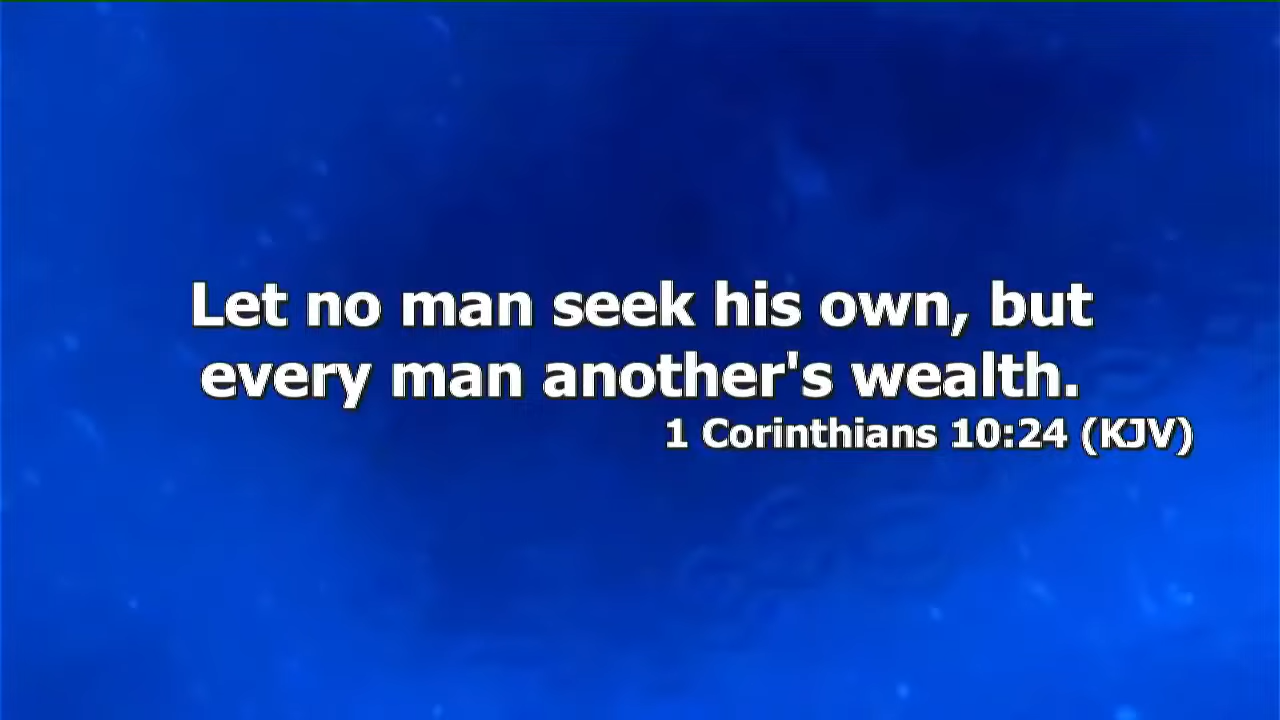 Let no man seek his own, but
every man another's wealth.
1 Corinthians 10:24 (KJV)